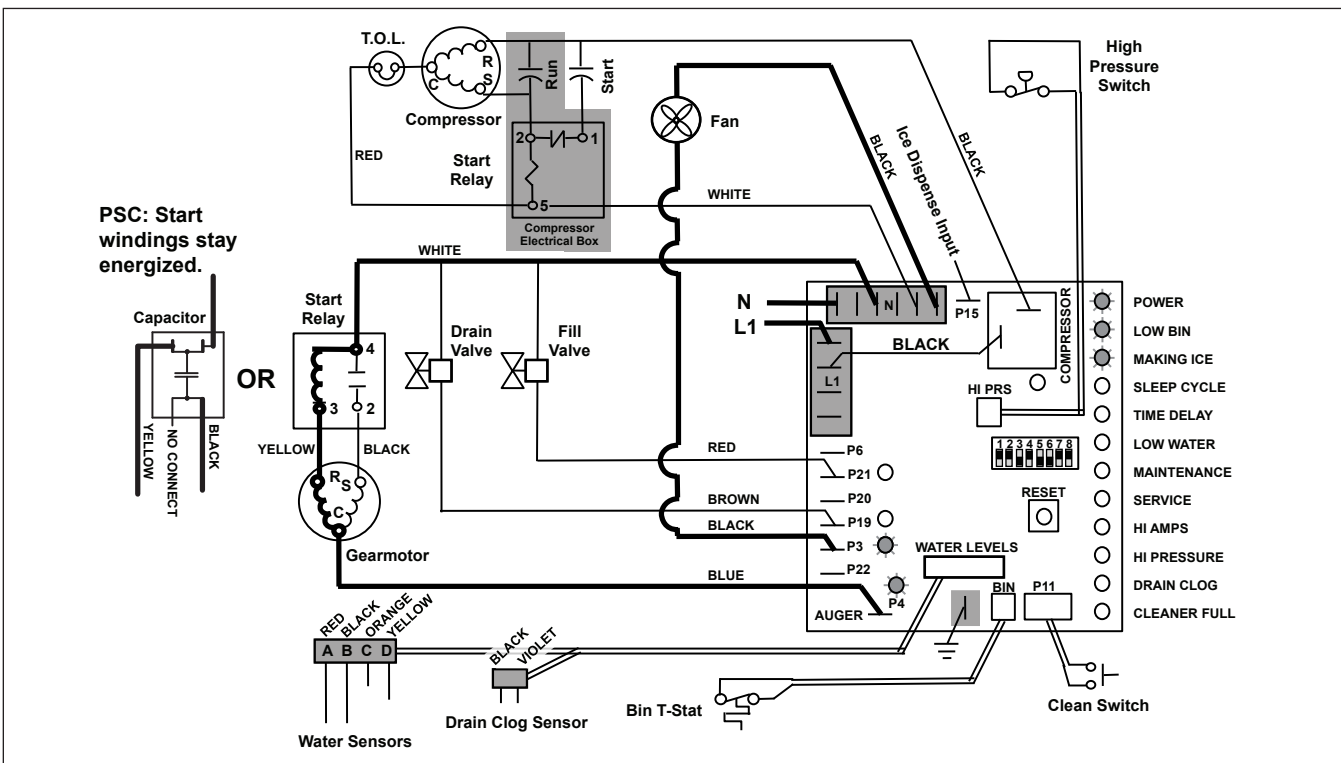 T.O.L.
R
S
C
Compressor
Run
Start
2
1
5
Start
Relay
Compressor
Electrical Box
RED
WHITE
Fan
BLACK
Ice Dispense Input
BLACK
High
Pressure
Switch
PSC: Start
windings stay
energized.
Capacitor
YELLOW
NO CONNECT
BLACK
OR
WHITE
Start
Relay
4
3
2
YELLOW
BLACK
R
S
C
Gearmotor
Drain
Valve
Fill
Valve
N
L1
N
P15
L1
BLACK
COMPRESSOR
HI PRS
1 2 3 4 5 6 7 8
RESET
POWER
LOW BIN
MAKING ICE
SLEEP CYCLE
TIME DELAY
LOW WATER
MAINTENANCE
SERVICE
HI AMPS
HI PRESSURE
DRAIN CLOG
CLEANER FULL
RED
BROWN
BLACK
BLUE
P6
P21
P20
P19
P3
P22
P4
AUGER
WATER LEVELS
BIN
P11
RED
BLACK
ORANGE
YELLOW
A B C D
Water Sensors
BLACK
VIOLET
Drain Clog Sensor
Bin T-Stat
Clean Switch